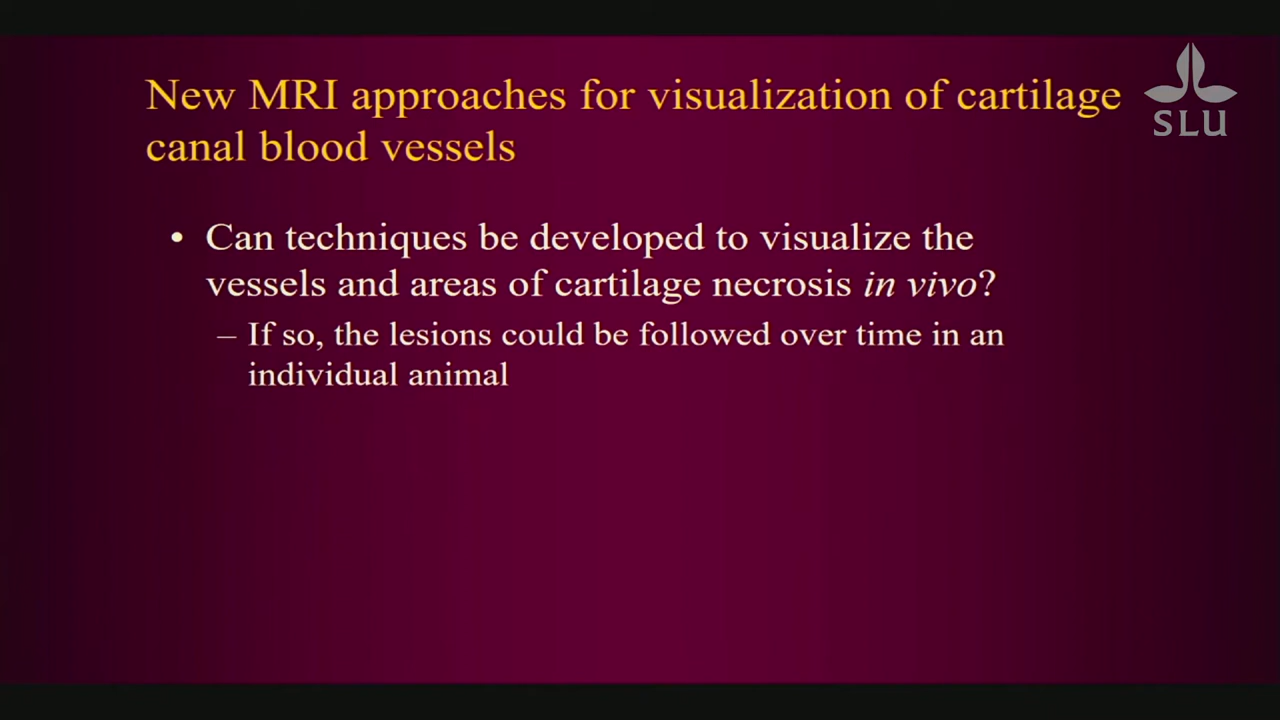 New MRI approaches for visualization of cartilage
canal blood vessels
SLU
• Can techniques be developed to visualize the
vessels and areas of cartilage necrosis in vivo?
– If so, the lesions could be followed over time in an
individual animal